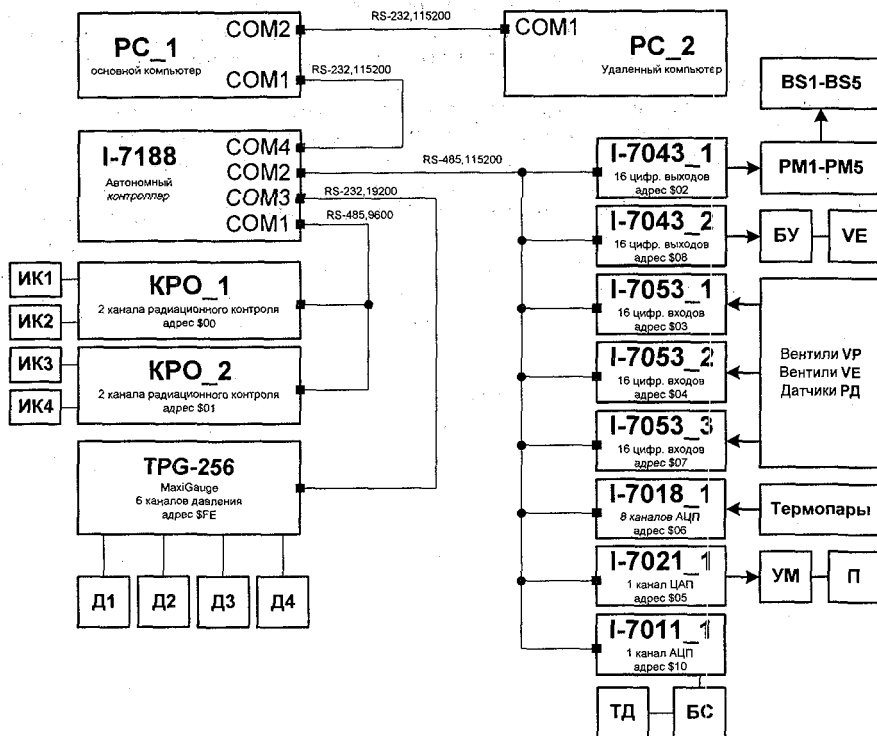 PC_1
основной компьютер
COM2
COM1
RS-232,115200
COM1
PC_2
Удаленный компьютер
RS-232,115200
BS1-BS5
I-7188
Автономный
контроллер
COM4
COM2
COM3
COM1
RS-485,115200
RS-232,19200
RS-485,9600
I-7043_1
16 цифр. выходов
адрес $02
PM1-PM5
I-7043_2
16 цифр. выходов
адрес $08
БУ
VE
ИК1
ИК2
КРО_1
2 канала радиационного контроля
адрес $00
I-7053_1
16 цифр. входов
адрес $03
ИК3
ИК4
КРО_2
2 канала радиационного контроля
адрес $01
I-7053_2
16 цифр. входов
адрес $04
Вентили VP
Вентили VE
Датчики РД
I-7053_3
16 цифр. входов
адрес $07
TPG-256
MaxiGauge
6 каналов давления
адрес $FE
I-7018_1
8 каналов АЦП
адрес $06
Термопары
I-7021_1
1 канал ЦАП
адрес $05
УМ
П
Д1
Д2
Д3
Д4
I-7011_1
1 канал АЦП
адрес $10
ТД
БС